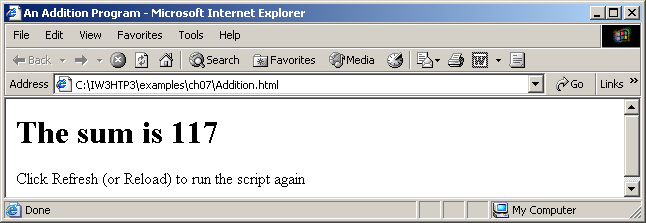 An Addition Program - Microsoft Internet Explorer
File Edit View Favorites Tools Help
Back Search Favorites Media W
Address C:\IW3HTP3\examples\ch07\Addition.html Go Links »
The sum is 117
Click Refresh (or Reload) to run the script again
Done My Computer